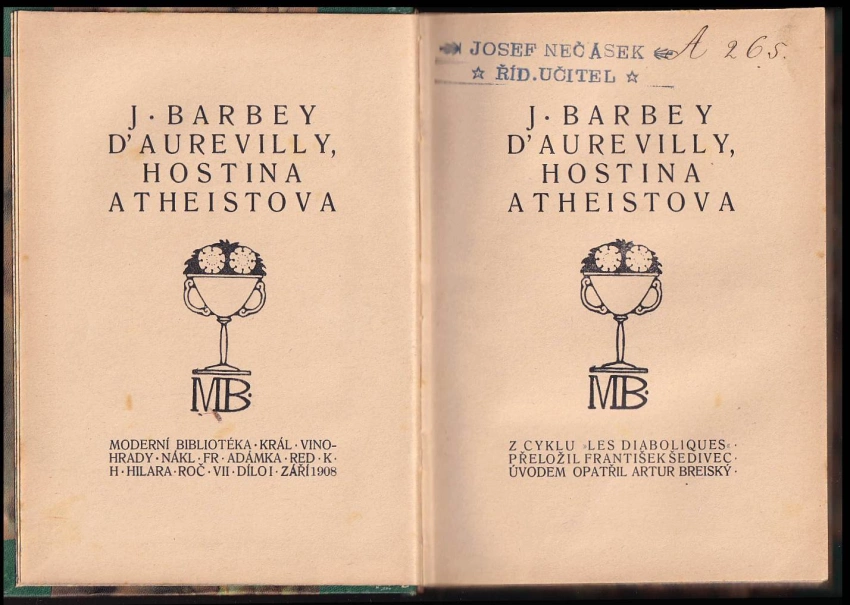 J · BARBEY
D'AUREVILLY,
HOSTINA
ATHEISTOVA
MB·
MODERNÍ BIBLIOTÉKA · KRÁL · VINO-
HRADY · NÁKL · FR · ADÁMKA · RED · K ·
H · HILARA · ROČ · VII · DÍLO I · ZÁŘÍ 1908
JOSEF NEČÁSEK
☆ ŘÍD.UČITEL ☆
A 265.
J · BARBEY
D'AUREVILLY,
HOSTINA
ATHEISTOVA
MB·
Z CYKLU »LES DIABOLIQUES« ·
PŘELOŽIL FRANTIŠEK ŠEDIVEC ·
ÚVODEM OPATŘIL ARTUR BREISKÝ ·